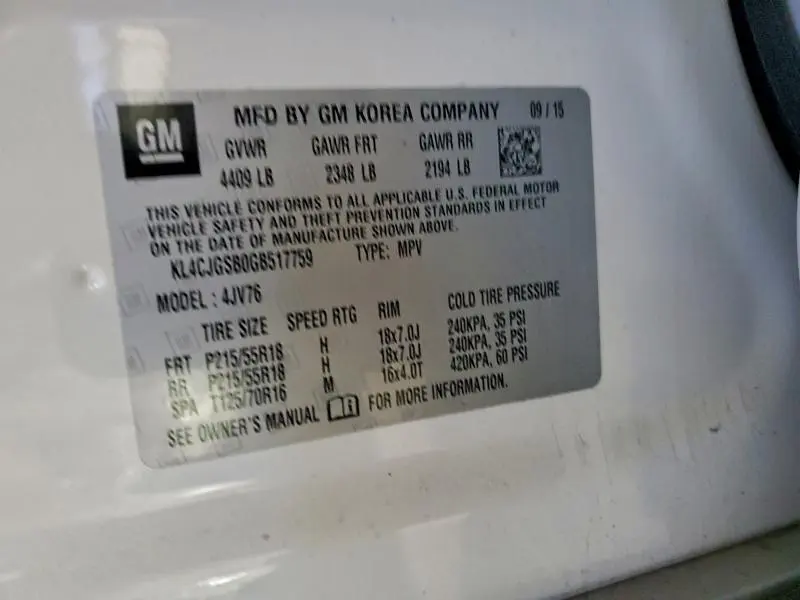 GM
MFD BY GM KOREA COMPANY 09 / 15
GVWR GAWR FRT GAWR RR
4409 LB 2348 LB 2194 LB
THIS VEHICLE CONFORMS TO ALL APPLICABLE U.S. FEDERAL MOTOR
VEHICLE SAFETY AND THEFT PREVENTION STANDARDS IN EFFECT
ON THE DATE OF MANUFACTURE SHOWN ABOVE.
KL4CJGSB0GB517759 TYPE: MPV
MODEL : 4JV76
TIRE SIZE SPEED RTG RIM COLD TIRE PRESSURE
FRT P215/55R18 H 18x7.0J 240KPA, 35 PSI
RR P215/55R18 H 18x7.0J 240KPA, 35 PSI
SPA T125/70R16 M 16x4.0T 420KPA, 60 PSI
SEE OWNER'S MANUAL FOR MORE INFORMATION.